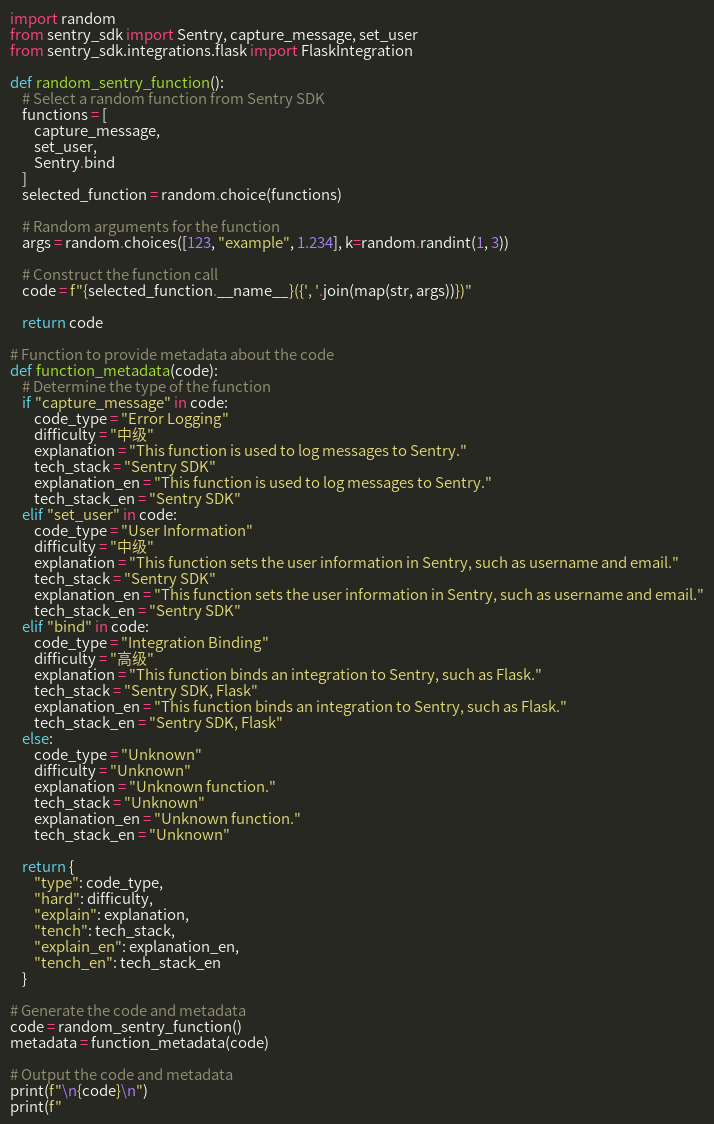 import random
from sentry_sdk import Sentry, capture_message, set_user
from sentry_sdk.integrations.flask import FlaskIntegration

def random_sentry_function():
    # Select a random function from Sentry SDK
    functions = [
        capture_message,
        set_user,
        Sentry.bind
    ]
    selected_function = random.choice(functions)

    # Random arguments for the function
    args = random.choices([123, "example", 1.234], k=random.randint(1, 3))

    # Construct the function call
    code = f"{selected_function.__name__}({', '.join(map(str, args))})"

    return code

# Function to provide metadata about the code
def function_metadata(code):
    # Determine the type of the function
    if "capture_message" in code:
        code_type = "Error Logging"
        difficulty = "中级"
        explanation = "This function is used to log messages to Sentry."
        tech_stack = "Sentry SDK"
        explanation_en = "This function is used to log messages to Sentry."
        tech_stack_en = "Sentry SDK"
    elif "set_user" in code:
        code_type = "User Information"
        difficulty = "中级"
        explanation = "This function sets the user information in Sentry, such as username and email."
        tech_stack = "Sentry SDK"
        explanation_en = "This function sets the user information in Sentry, such as username and email."
        tech_stack_en = "Sentry SDK"
    elif "bind" in code:
        code_type = "Integration Binding"
        difficulty = "高级"
        explanation = "This function binds an integration to Sentry, such as Flask."
        tech_stack = "Sentry SDK, Flask"
        explanation_en = "This function binds an integration to Sentry, such as Flask."
        tech_stack_en = "Sentry SDK, Flask"
    else:
        code_type = "Unknown"
        difficulty = "Unknown"
        explanation = "Unknown function."
        tech_stack = "Unknown"
        explanation_en = "Unknown function."
        tech_stack_en = "Unknown"

    return {
        "type": code_type,
        "hard": difficulty,
        "explain": explanation,
        "tench": tech_stack,
        "explain_en": explanation_en,
        "tench_en": tech_stack_en
    }

# Generate the code and metadata
code = random_sentry_function()
metadata = function_metadata(code)

# Output the code and metadata
print(f"\n{code}\n")
print(f"